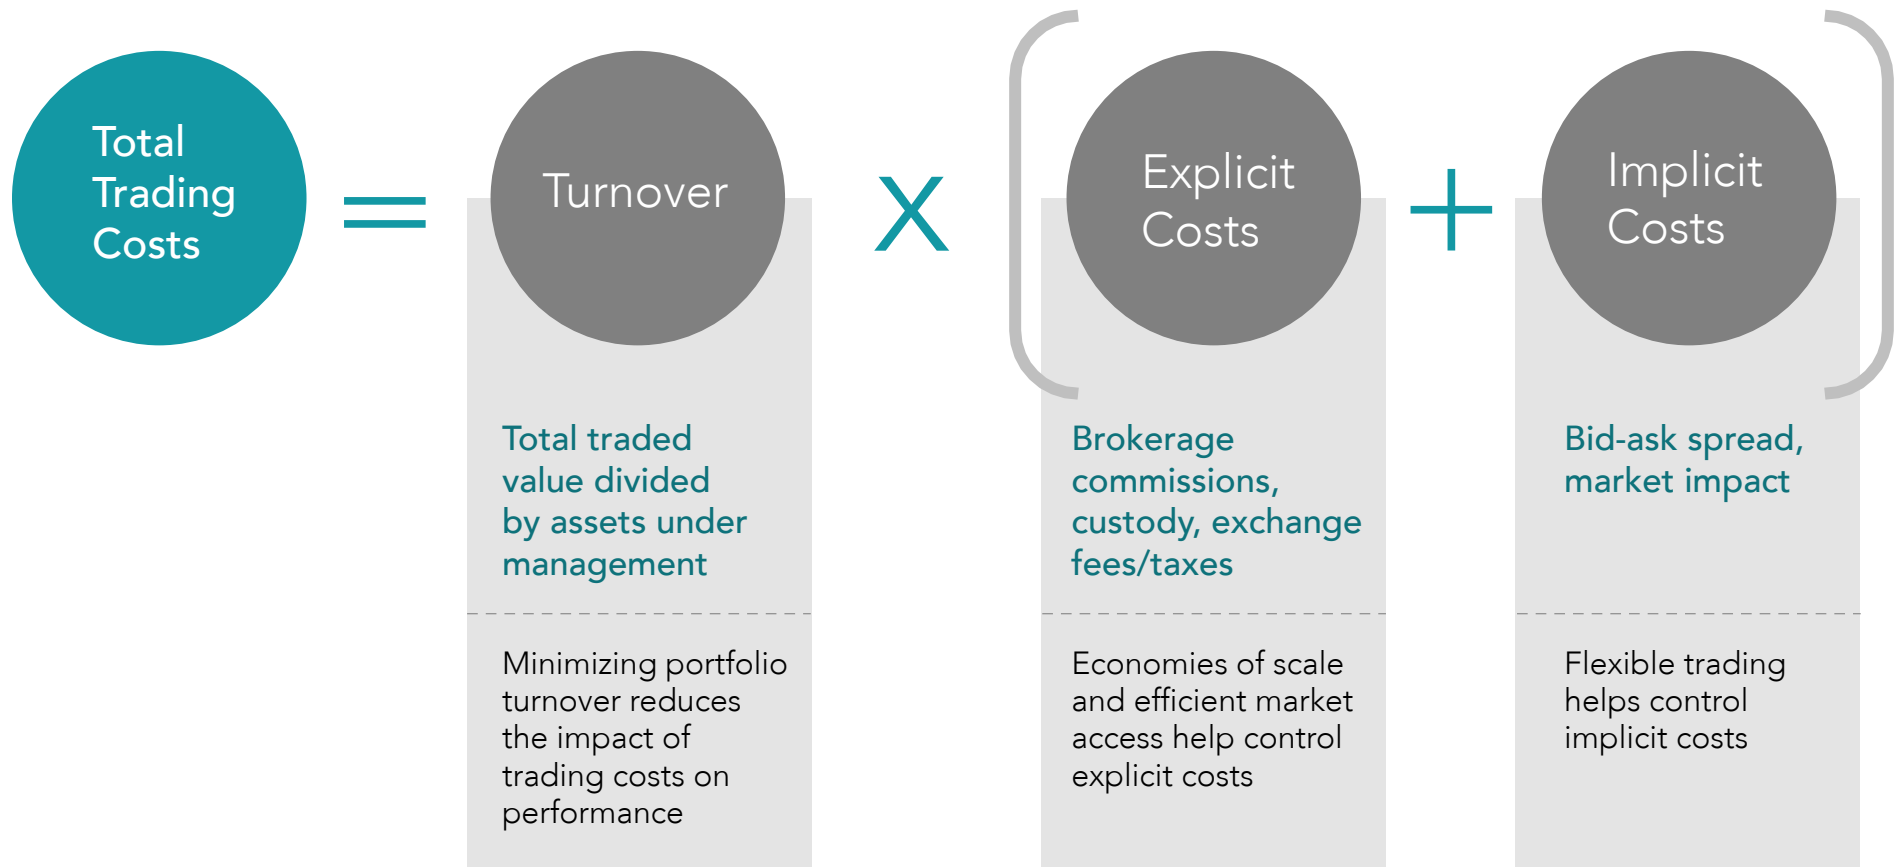 Total
Trading
Costs
=
Turnover
X
Explicit
Costs
+
Implicit
Costs
Total traded
value divided
by assets under
management
Minimizing portfolio
turnover reduces
the impact of
trading costs on
performance
Brokerage
commissions,
custody, exchange
fees/taxes
Economies of scale
and efficient market
access help control
explicit costs
Bid-ask spread,
market impact
Flexible trading
helps control
implicit costs